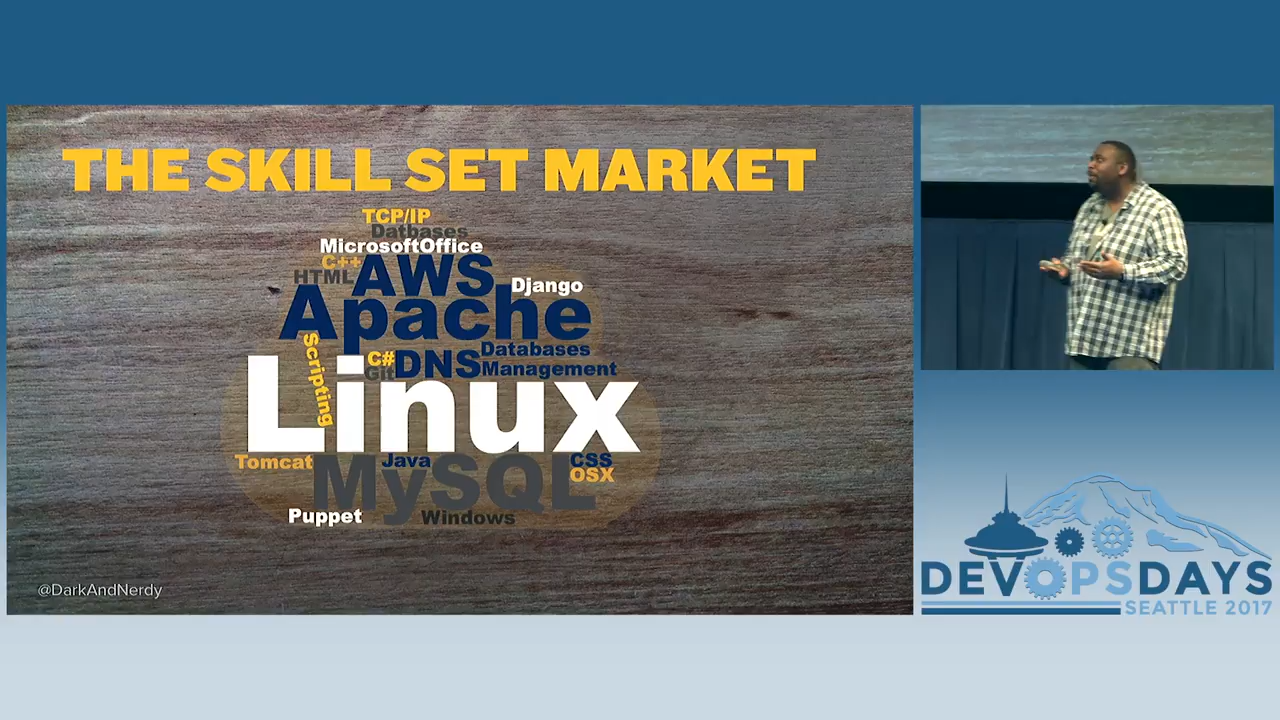 THE SKILL SET MARKET
TCP/IP
Datbases
MicrosoftOffice
C++
HTML
AWS
Django
Apache
Scripting
C#
Git
DNS
Databases
Management
Linux
Tomcat
Java
MySQL
CSS
OSX
Puppet
Windows
@DarkAndNerdy
DEVOPSDAYS
SEATTLE 2017